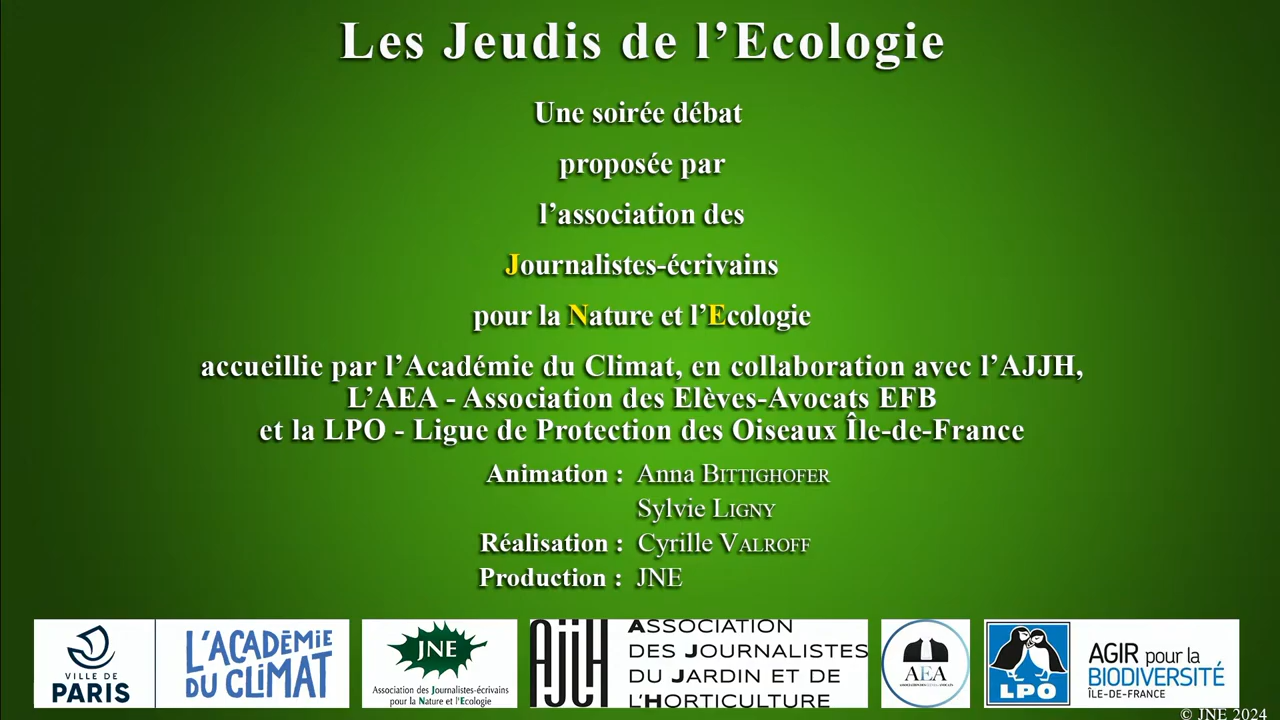 Les Jeudis de l’Ecologie
Une soirée débat
proposée par
l’association des
Journalistes-écrivains
pour la Nature et l’Ecologie
accueillie par l’Académie du Climat, en collaboration avec l’AJJH,
L’AEA - Association des Elèves-Avocats EFB
et la LPO - Ligue de Protection des Oiseaux Île-de-France
Animation : Anna BITTIGHOFER
Sylvie LIGNY
Réalisation : Cyrille VALROFF
Production : JNE
VILLE DE
PARIS
L'ACADÉMIE
DU CLIMAT
JNE
Association des Journalistes-écrivains
pour la Nature et l'Ecologie
AJJH
ASSOCIATION
DES JOURNALISTES
DU JARDIN ET DE
L'HORTICULTURE
AEA
LPO
AGIR pour la
BIODIVERSITÉ
ÎLE-DE-FRANCE
© JNE 2024